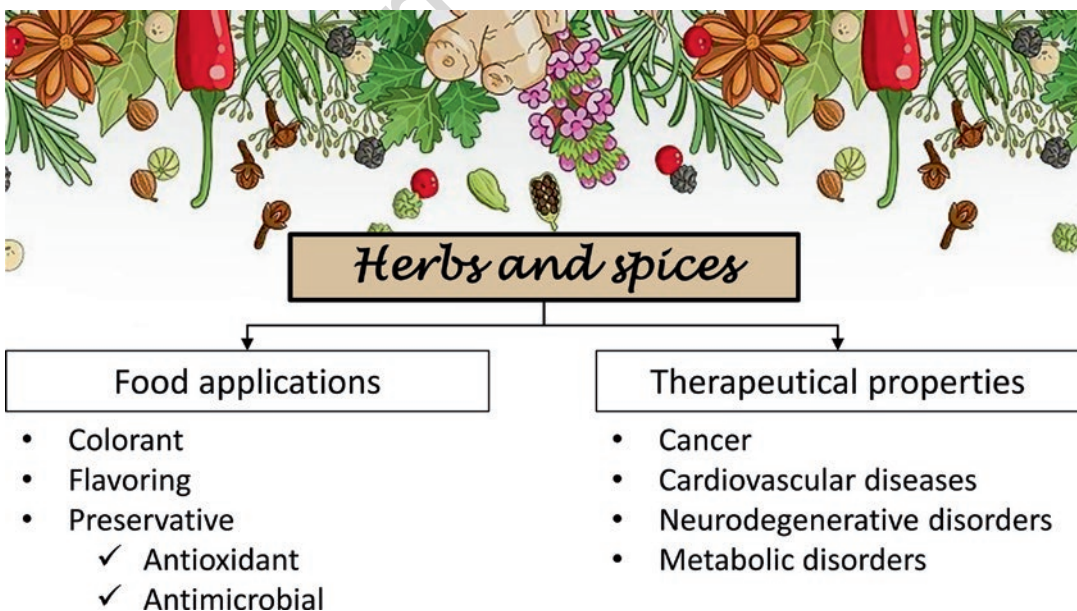 Herbs and spices
Food applications
• Colorant
• Flavoring
• Preservative
✓ Antioxidant
✓ Antimicrobial
Therapeutical properties
• Cancer
• Cardiovascular diseases
• Neurodegenerative disorders
• Metabolic disorders